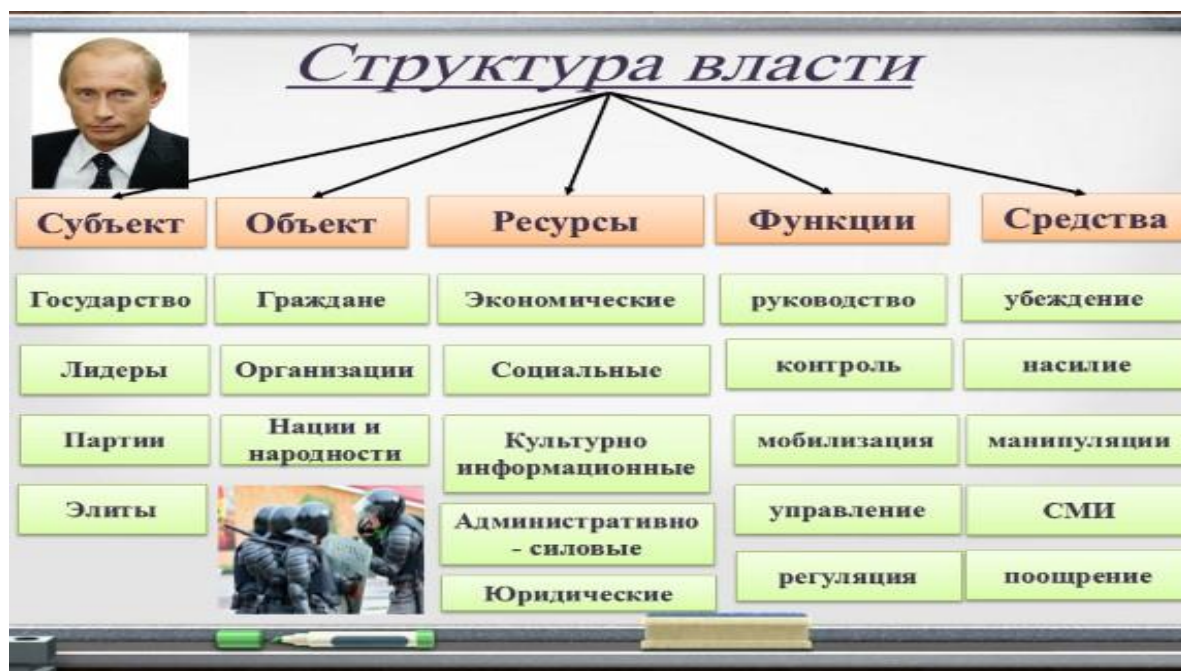 Структура власти
Субъект
Объект
Ресурсы
Функции
Средства
Государство
Граждане
Экономические
руководство
убеждение
Лидеры
Организации
Социальные
контроль
насилие
Партии
Нации и
народности
Культурно
информационные
мобилизация
манипуляции
Элиты
Административно
- силовые
управление
СМИ
Юридические
регуляция
поощрение